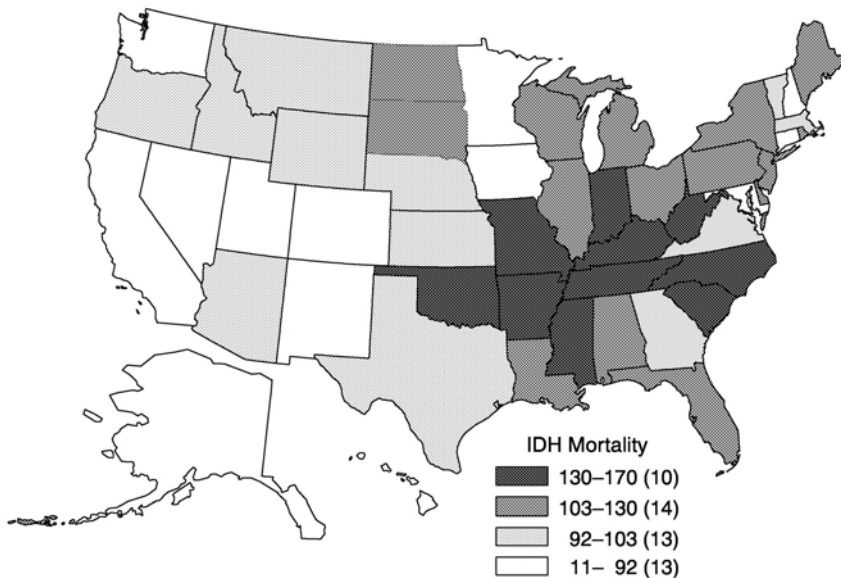 IDH Mortality
130–170 (10)
103–130 (14)
92–103 (13)
11– 92 (13)